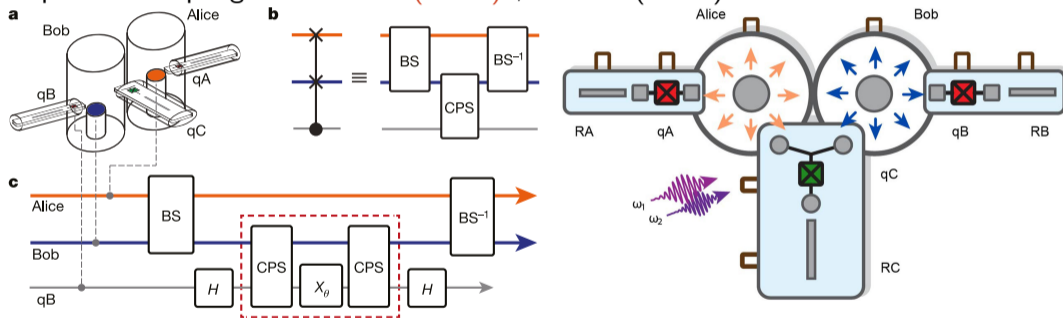 a
Bob
Alice
qB
qA
qC
b
≡
BS
CPS
BS⁻¹
c
Alice
BS
BS⁻¹
Bob
CPS
CPS
qB
H
X_θ
H
Alice
Bob
RA
qA
qB
RB
qC
ω₁
ω₂
RC